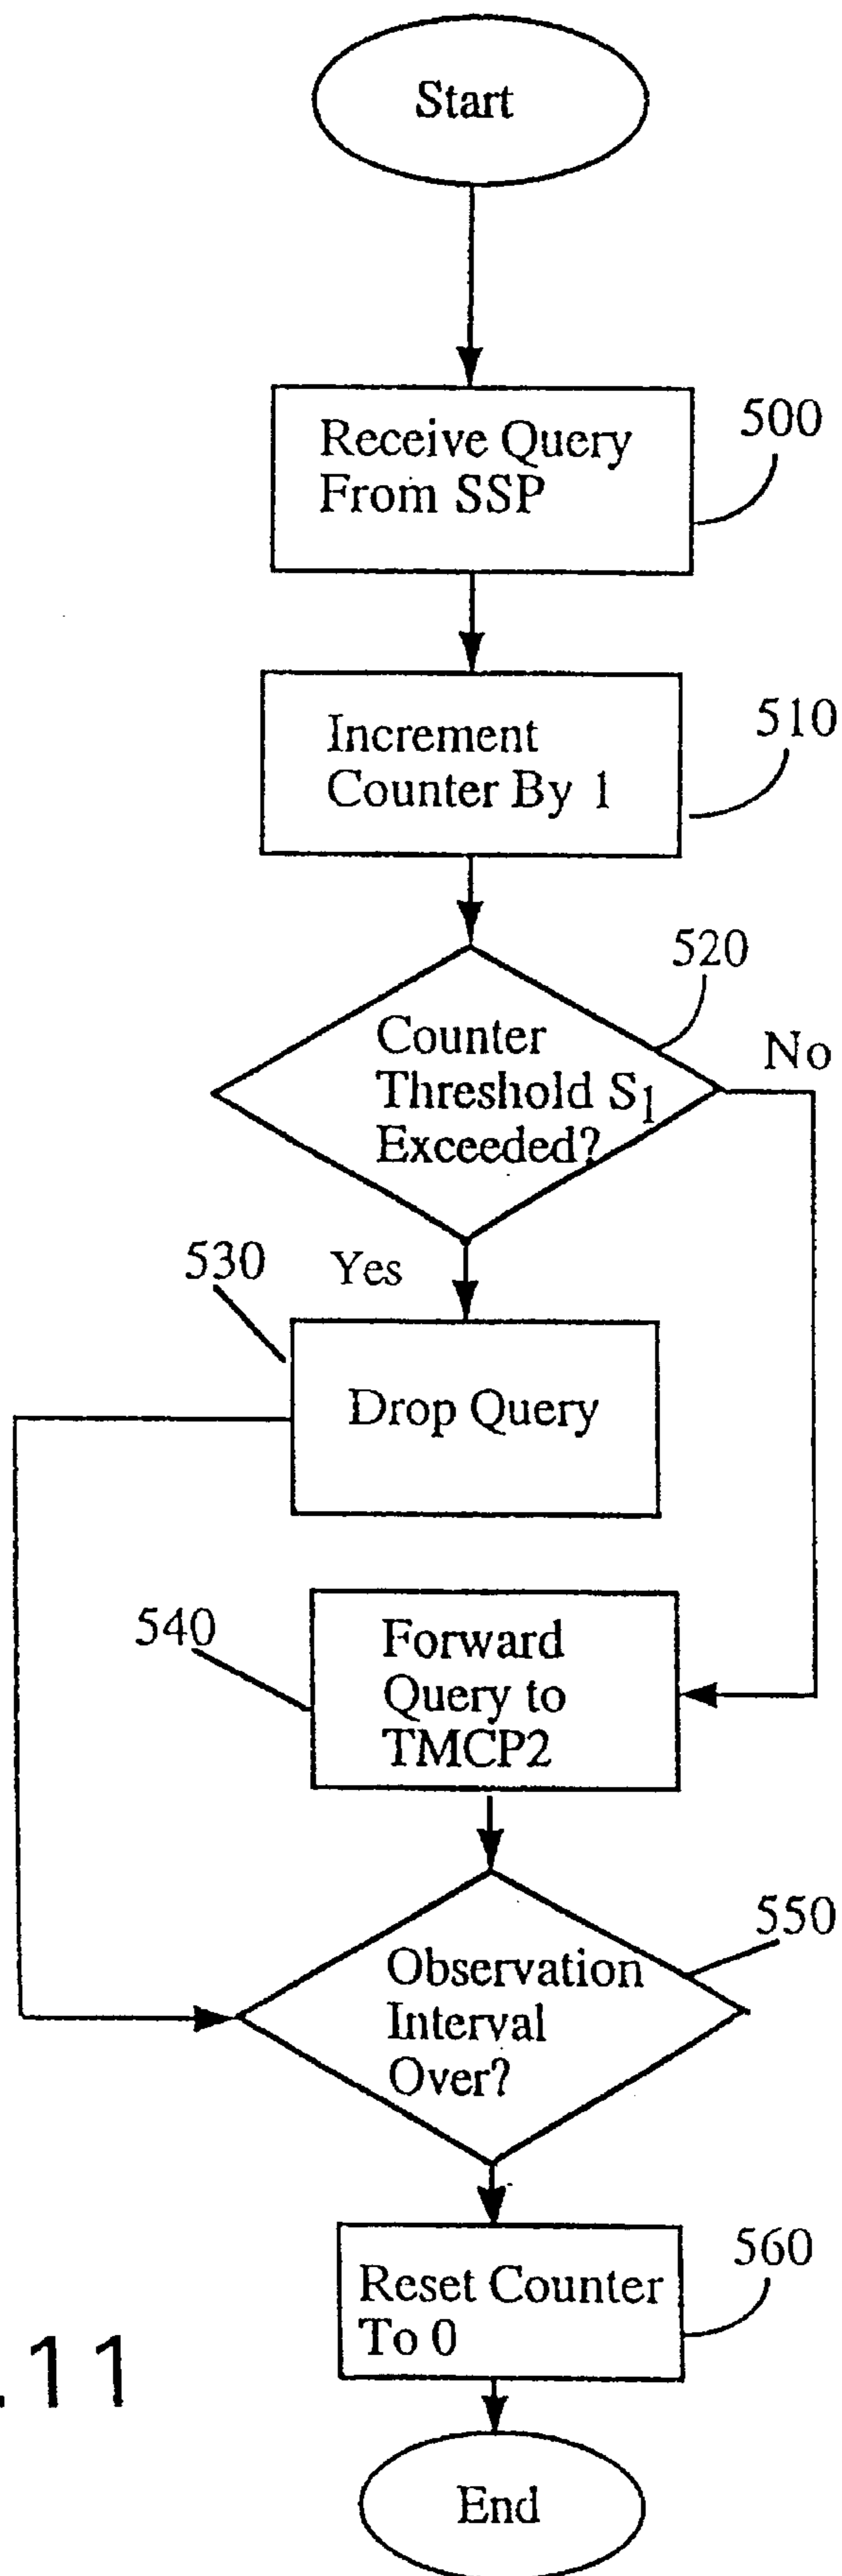 Start
Receive Query
From SSP
500
Increment
Counter By 1
510
520
Counter
Threshold S1
Exceeded?
No
530
Yes
Drop Query
540
Forward
Query to
TMCP2
550
Observation
Interval
Over?
Reset Counter
To 0
560
.11
End